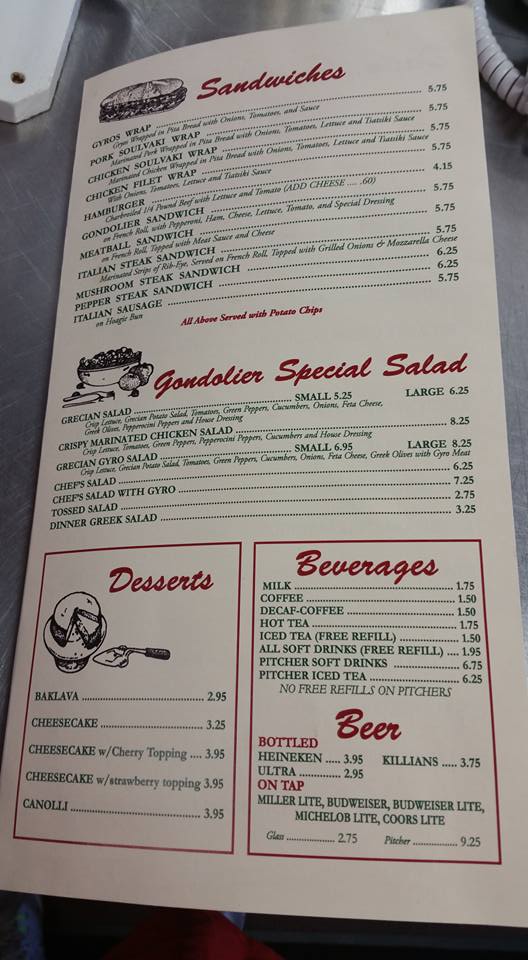 Sandwiches
GYROS WRAP 5.75
Gryos Wrapped in Pita Bread with Onions, Tomatoes, and Sauce
PORK SOULVAKI WRAP 5.75
Marinated Pork Wrapped in Pita Bread with Onions, Tomatoes, Lettuce and Tzatsiki Sauce
CHICKEN SOULVAKI WRAP 5.75
Marinated Chicken Wrapped in Pita Bread with Onions, Tomatoes, Lettuce and Tzatsiki Sauce
CHICKEN FILET WRAP 5.75
With Onions, Tomatoes, Lettuce and Tzatsiki Sauce
HAMBURGER 4.15
Charbroiled 1/4 Pound Beef with Lettuce and Tomato (ADD CHEESE .... .60)
GONDOLIER SANDWICH 5.75
on French Roll, with Pepperoni, Ham, Cheese, Lettuce, Tomato, and Special Dressing
MEATBALL SANDWICH 5.75
on French Roll, Topped with Meat Sauce and Cheese
ITALIAN STEAK SANDWICH 5.75
Marinated Strips of Rib-Eye, Served on French Roll, Topped with Grilled Onions & Mozzarella Cheese
MUSHROOM STEAK SANDWICH 6.25
PEPPER STEAK SANDWICH 6.25
ITALIAN SAUSAGE 5.75
on Hoagie Bun
All Above Served with Potato Chips
Gondolier Special Salad
GRECIAN SALAD SMALL 5.25 LARGE 6.25
Crisp Lettuce, Grecian Potato Salad, Tomatoes, Green Peppers, Cucumbers, Onions, Feta Cheese,
Greek Olives, Pepperocini Peppers and House Dressing
CRISPY MARINATED CHICKEN SALAD 8.25
Crisp Lettuce, Tomatoes, Green Peppers, Pepperocini Peppers, Cucumbers and House Dressing
GRECIAN GYRO SALAD SMALL 6.95 LARGE 8.25
Crisp Lettuce, Grecian Potato Salad, Tomatoes, Green Peppers, Cucumbers, Onions, Feta Cheese, Greek Olives with Gyro Meat
CHEF'S SALAD 6.25
CHEF'S SALAD WITH GYRO 7.25
TOSSED SALAD 2.75
DINNER GREEK SALAD 3.25
Desserts
BAKLAVA 2.95
CHEESECAKE 3.25
CHEESECAKE w/Cherry Topping .... 3.95
CHEESECAKE w/strawberry topping 3.95
CANOLLI 3.95
Beverages
MILK 1.75
COFFEE 1.50
DECAF-COFFEE 1.50
HOT TEA 1.75
ICED TEA (FREE REFILL) 1.50
ALL SOFT DRINKS (FREE REFILL) .... 1.95
PITCHER SOFT DRINKS 6.75
PITCHER ICED TEA 6.25
NO FREE REFILLS ON PITCHERS
Beer
BOTTLED
HEINEKEN ..... 3.95 KILLIANS ..... 3.75
ULTRA 2.95
ON TAP
MILLER LITE, BUDWEISER, BUDWEISER LITE,
MICHELOB LITE, COORS LITE
Glass 2.75 Pitcher 9.25